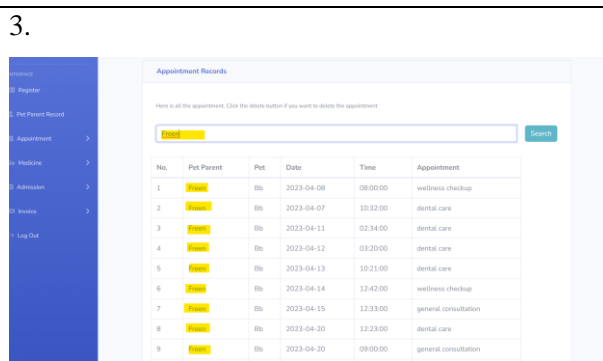 3.
INTERFACE
Register
Pet Parent Record
Appointment
Medicine
Admission
Invoice
Log Out
Appointment Records
Here is all the appointment. Click the delete button if you want to delete the appointment
Freen
Search
No. Pet Parent Pet Date Time Appointment
1 Freen Bb 2023-04-08 08:00:00 wellness checkup
2 Freen Bb 2023-04-07 10:32:00 dental care
3 Freen Bb 2023-04-11 02:34:00 dental care
4 Freen Bb 2023-04-12 03:20:00 dental care
5 Freen Bb 2023-04-13 10:21:00 dental care
6 Freen Bb 2023-04-14 12:42:00 wellness checkup
7 Freen Bb 2023-04-15 12:33:00 general consultation
8 Freen Bb 2023-04-20 12:23:00 dental care
9 Freen Bb 2023-04-20 09:00:00 general consultation